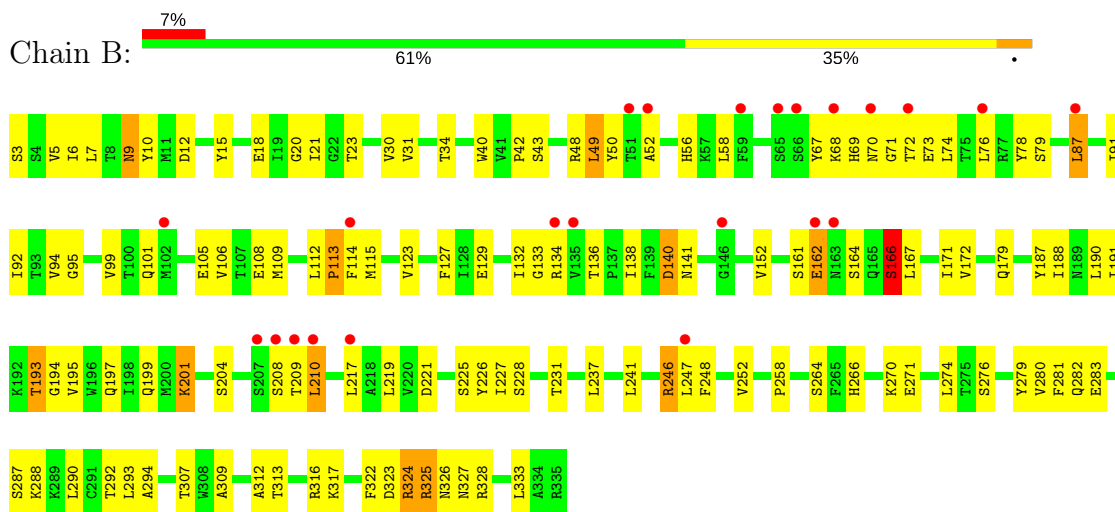 7%
Chain B:
61% 35% •
S3 S4 V5 I6 L7 T8 N9 Y10 M11 D12 Y15 E18 I19 G20 I21 G22 T23 V30 V31 T34 W40 V41 P42 S43 R48 L49 Y50 T51 A52 H56 K57 L58 F59 S65 S66 Y67 K68 H69 N70 G71 T72 E73 L74 T75 L76 R77 Y78 S79 L87 I91
I92 T93 V94 G95 V99 T100 Q101 M102 E105 V106 T107 E108 M109 L112 P113 F114 M115 V123 F127 I128 E129 I132 G133 R134 V135 T136 P137 I138 F139 D140 N141 G146 V152 S161 E162 N163 S164 Q165 S166 L167 I171 V172 Q179 Y187 I188 N189 L190 I191
K192 T193 G194 V195 W196 Q197 I198 Q199 M200 K201 S204 S207 S208 T209 L210 L217 A218 L219 V220 D221 S225 Y226 I227 S228 T231 L237 L241 R246 L247 F248 V252 P258 S264 F265 H266 K270 E271 L274 T275 S276 Y279 V280 F281 Q282 E283
S287 K288 K289 L290 C291 T292 L293 A294 T307 W308 A309 A312 T313 R316 K317 F322 D323 R324 R325 N326 N327 R328 L333 A334 R335